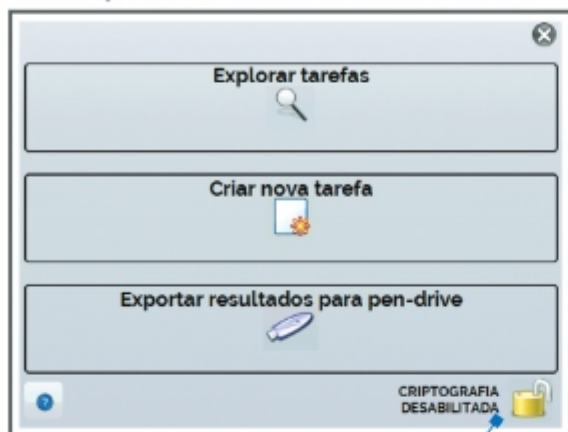 Explorar tarefas
Criar nova tarefa
Exportar resultados para pen-drive
?
CRIPTOGRAFIA
DESABILITADA